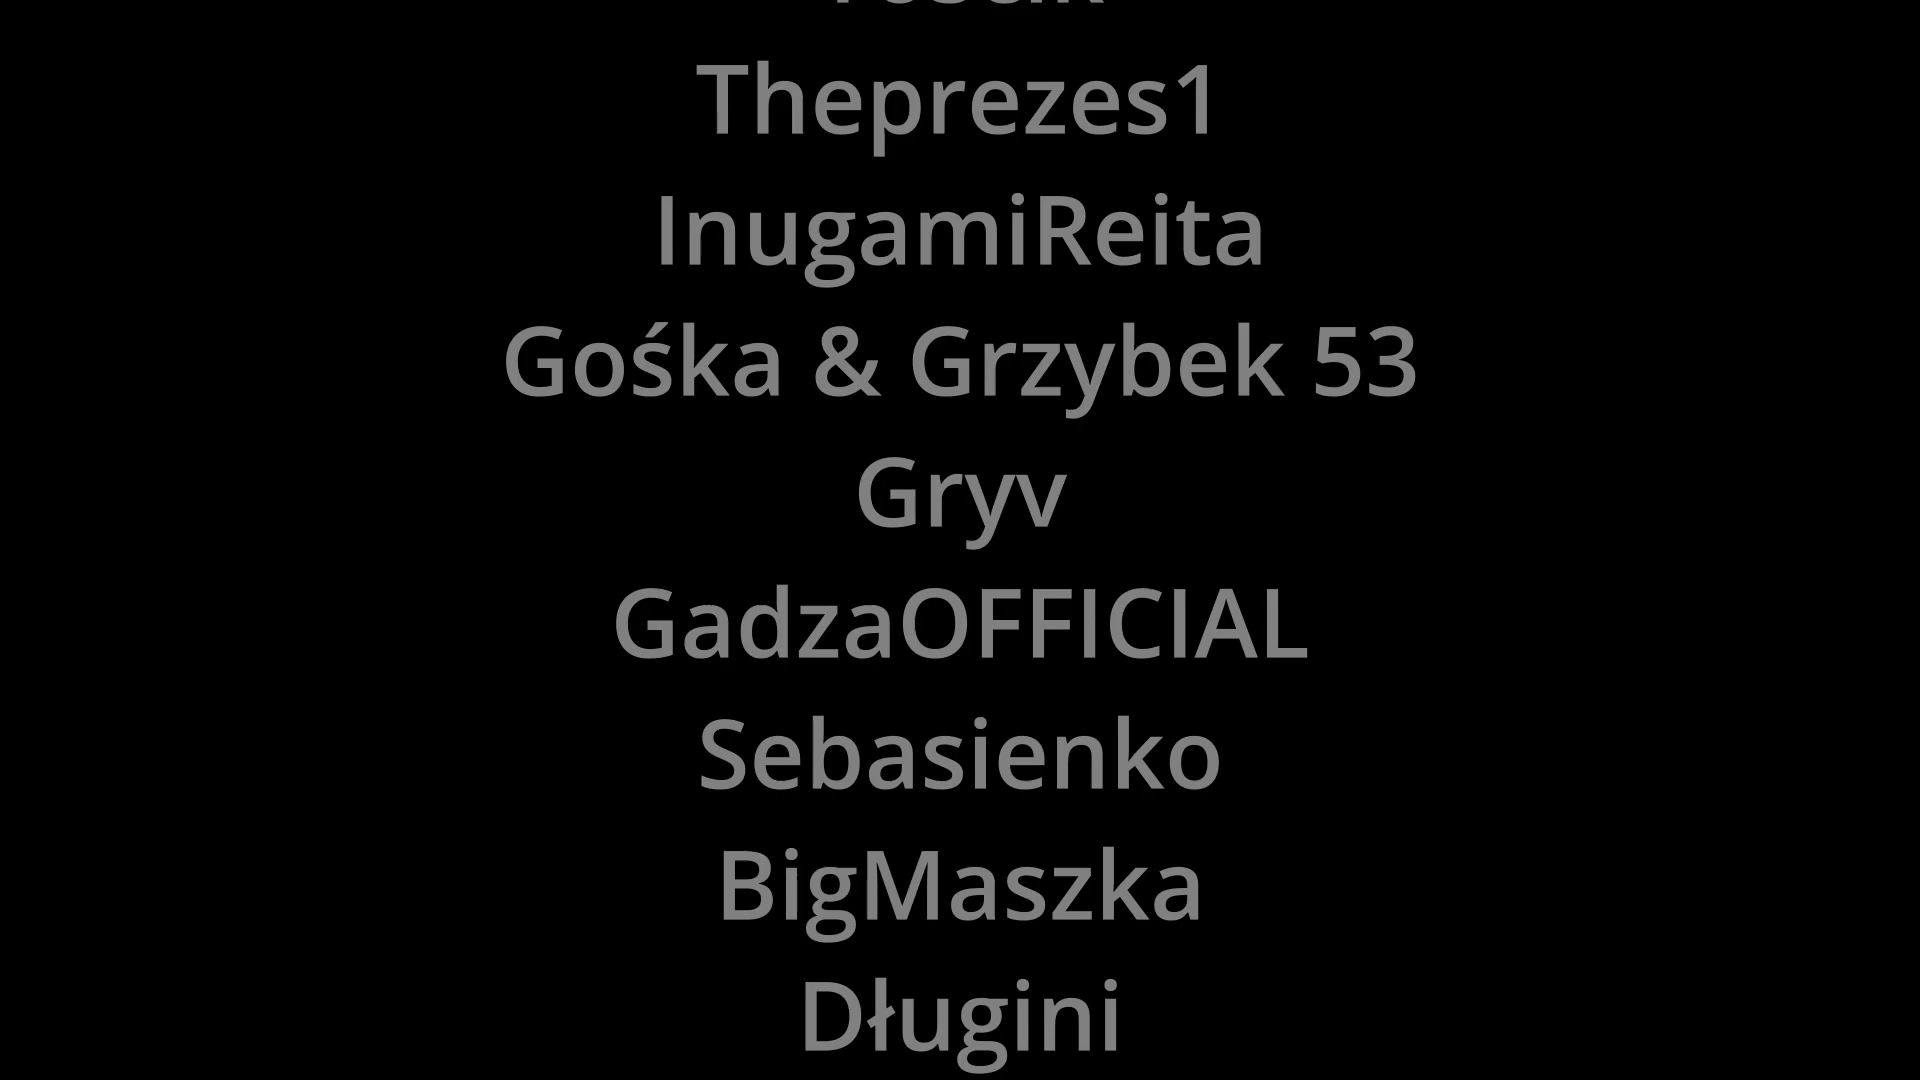 Theprezes1
InugamiReita
Gośka & Grzybek 53
Gryv
GadzaOFFICIAL
Sebasienko
BigMaszka
Długini